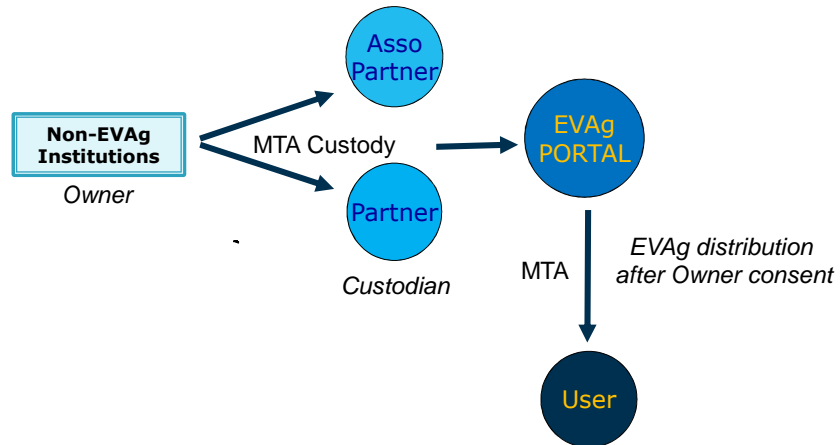 Asso
Partner
Non-EVAg
Institutions
Owner
MTA Custody
EVAg
PORTAL
Partner
Custodian
MTA
EVAg distribution
after Owner consent
User